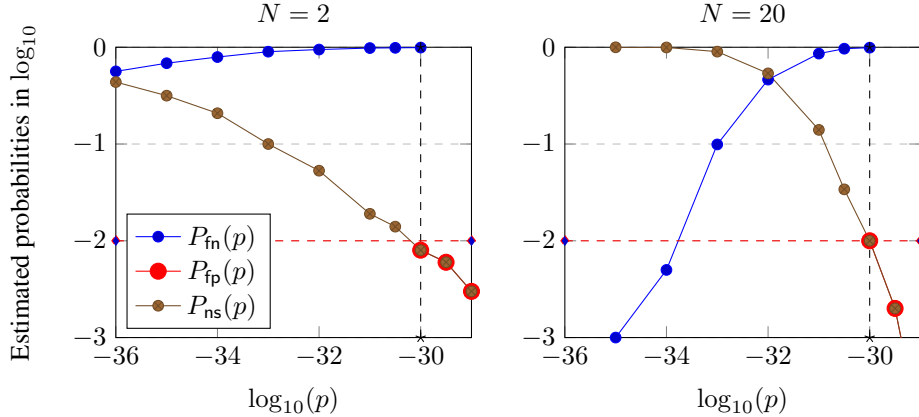 N = 2
N = 20
Estimated probabilities in log₁₀
0
−1
−2
−3
−36
−34
−32
−30
log₁₀(p)
P_fn(p)
P_fp(p)
P_ns(p)
0
−1
−2
−3
−36
−34
−32
−30
log₁₀(p)